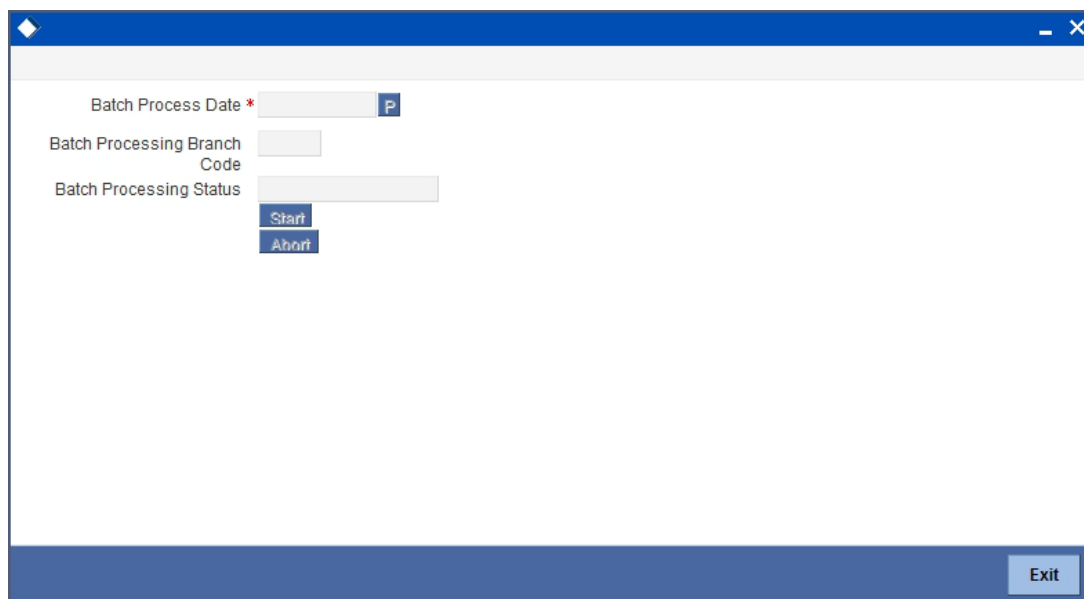 Batch Process Date * P
Batch Processing Branch
Code
Batch Processing Status
Start
Abort
Exit